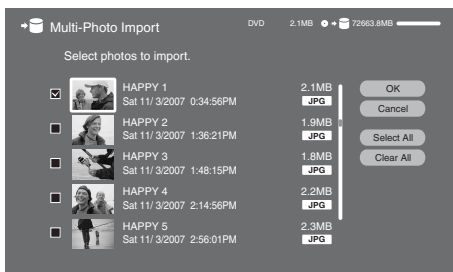 Multi-Photo Import
DVD 2.1MB 72663.8MB
Select photos to import.
HAPPY 1 2.1MB
Sat 11/ 3/2007 0:34:56PM JPG
HAPPY 2 1.9MB
Sat 11/ 3/2007 1:36:21PM JPG
HAPPY 3 1.8MB
Sat 11/ 3/2007 1:48:15PM JPG
HAPPY 4 2.2MB
Sat 11/ 3/2007 2:14:56PM JPG
HAPPY 5 2.3MB
Sat 11/ 3/2007 2:56:01PM JPG
OK
Cancel
Select All
Clear All